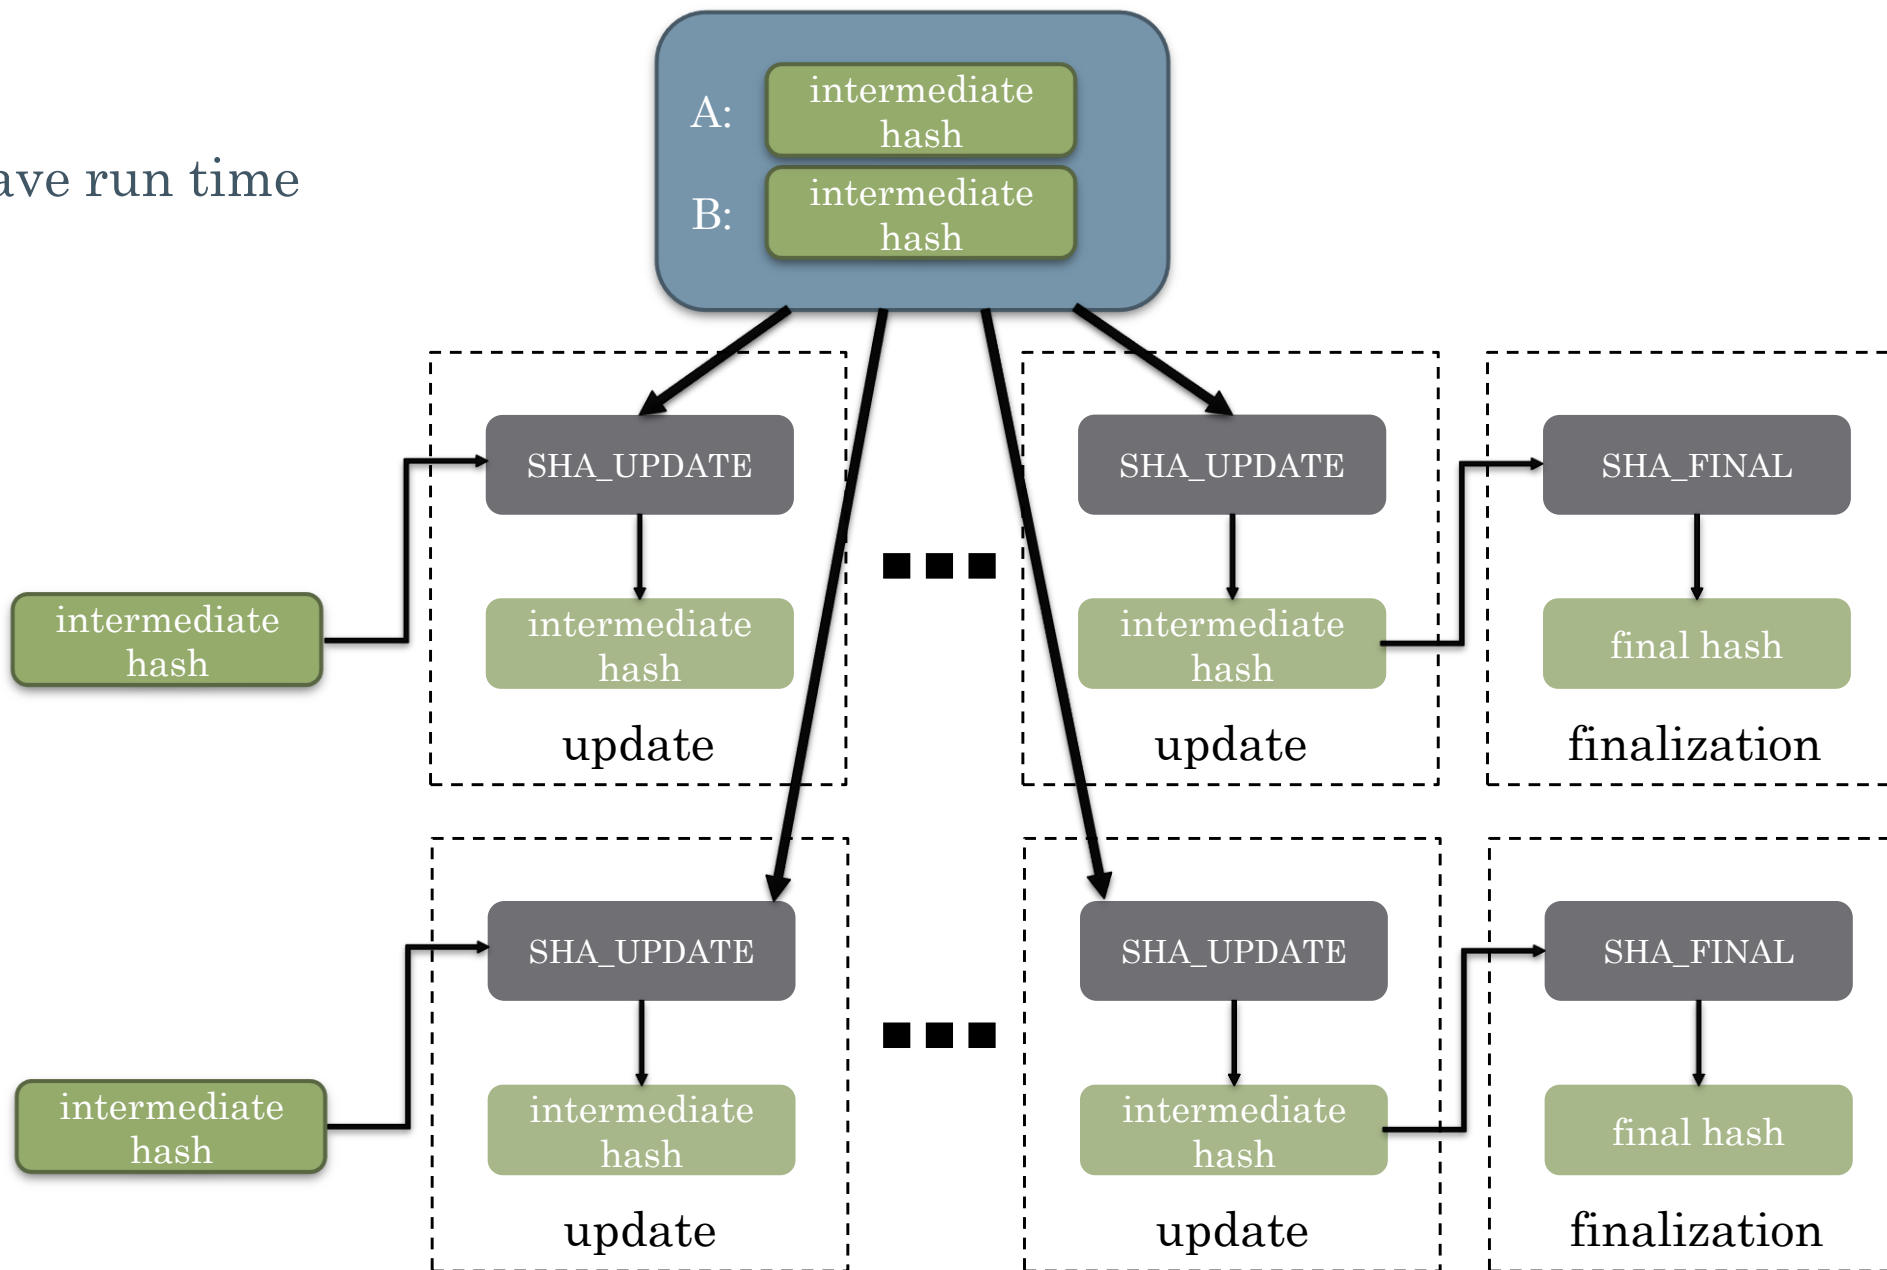 ave run time
A:
intermediate
hash
B:
intermediate
hash
SHA_UPDATE
SHA_UPDATE
SHA_FINAL
intermediate
hash
intermediate
hash
intermediate
hash
final hash
update
update
finalization
SHA_UPDATE
SHA_UPDATE
SHA_FINAL
intermediate
hash
intermediate
hash
intermediate
hash
final hash
update
update
finalization